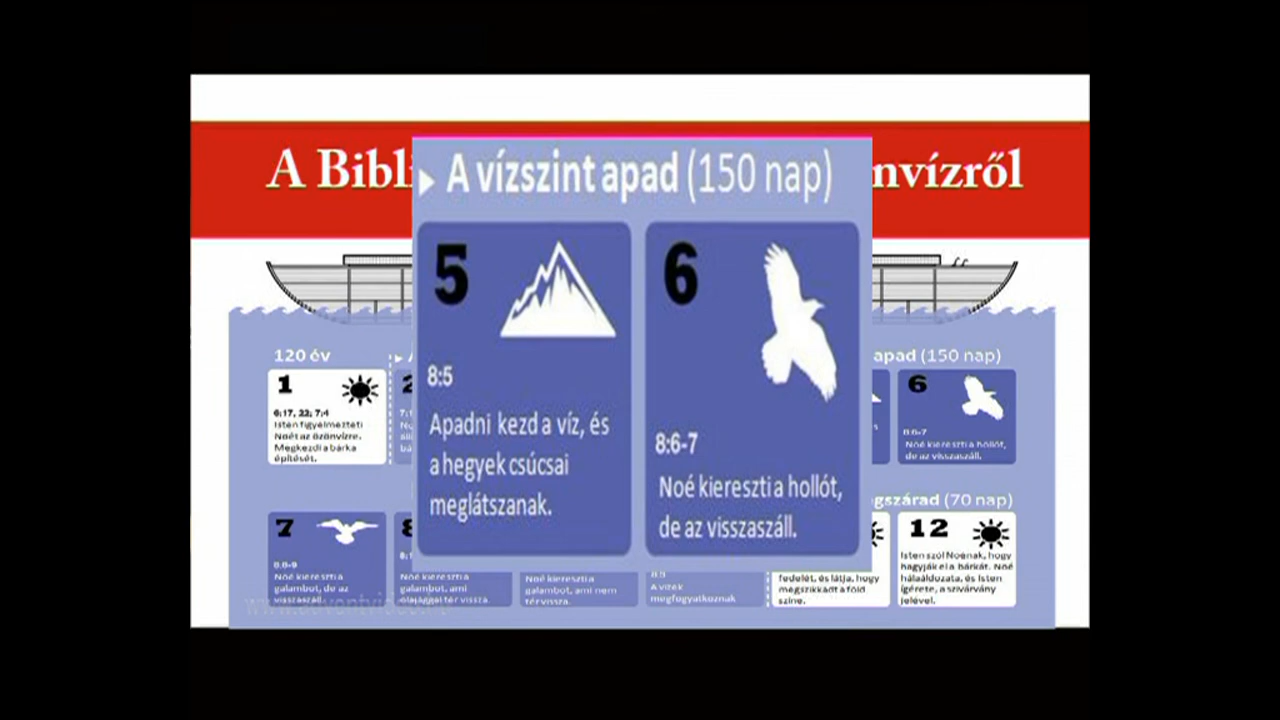 A Bibl
nvízről
▸ A vízszint apad (150 nap)
5
8:5
Apadni kezd a víz, és
a hegyek csúcsai
meglátszanak.
6
8:6-7
Noé kiereszti a hollót,
de az visszaszáll.
120 év
1
6:17, 22; 7:4
Isten figyelmezteti
Noét az özönvízre.
Megkezdi a bárka
építését.
apad (150 nap)
6
8:6-7
Noé kiereszti a hollót,
de az visszaszáll.
gszárad (70 nap)
7
8:8-9
Noé kiereszti a
galambot, de az
visszaszáll.
Noé kiereszti a
galambot, ami
olajággal tér vissza.
Noé kiereszti a
galambot, ami nem
tér vissza.
A vizek
megfogyatkoznak
fedelét, és látja, hogy
megszikkadt a föld
színe.
12
Isten szól Noénak, hogy
hagyják el a bárkát. Noé
hálaáldozata, és Isten
ígérete, a szivárvány
jelével.